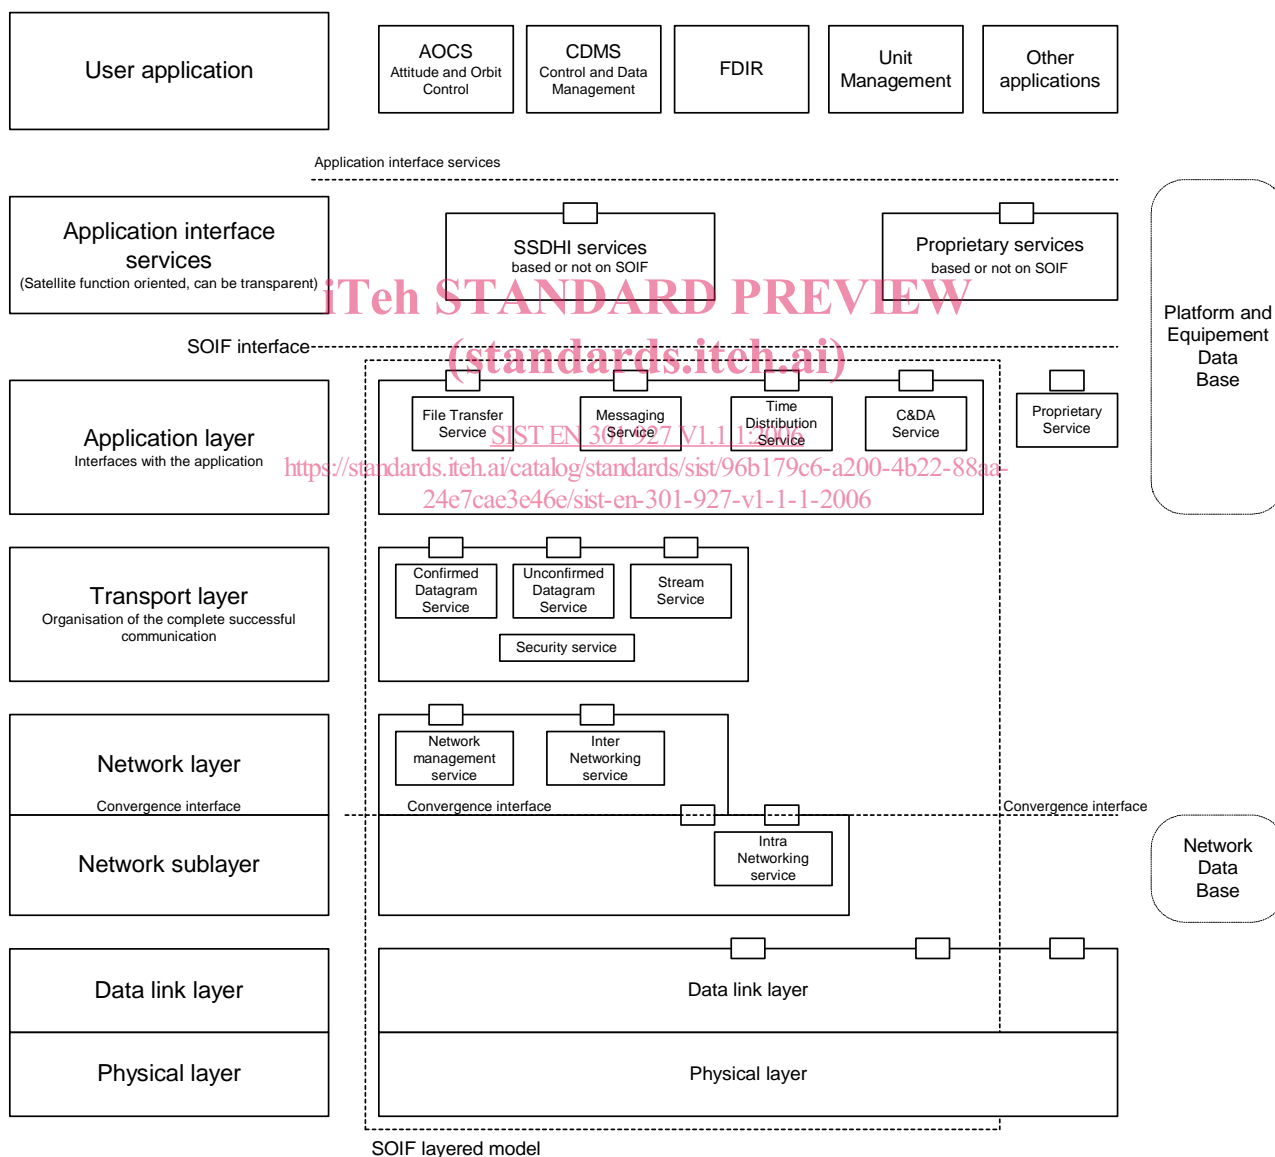 User application
AOCS
Attitude and Orbit
Control
CDMS
Control and Data
Management
FDIR
Unit
Management
Other
applications
Application interface services
Application interface
services
(Satellite function oriented, can be transparent)
SSDHI services
based or not on SOIF
Proprietary services
based or not on SOIF
iTeh STANDARD PREVIEW
(standards.iteh.ai)
Platform and
Equipement
Data
Base
SOIF interface
Application layer
Interfaces with the application
File Transfer
Service
Messaging
Service
Time
Distribution
Service
C&DA
Service
Proprietary
Service
SIST EN 301 927 V1.1.1:2006
https://standards.iteh.ai/catalog/standards/sist/96b179c6-a200-4b22-88aa-
24e7cae3e46e/sist-en-301-927-v1-1-1-2006
Transport layer
Organisation of the complete successful
communication
Confirmed
Datagram
Service
Unconfirmed
Datagram
Service
Stream
Service
Security service
Network layer
Network
management
service
Inter
Networking
service
Convergence interface
Convergence interface
Convergence interface
Network sublayer
Intra
Networking
service
Network
Data
Base
Data link layer
Data link layer
Physical layer
Physical layer
SOIF layered model